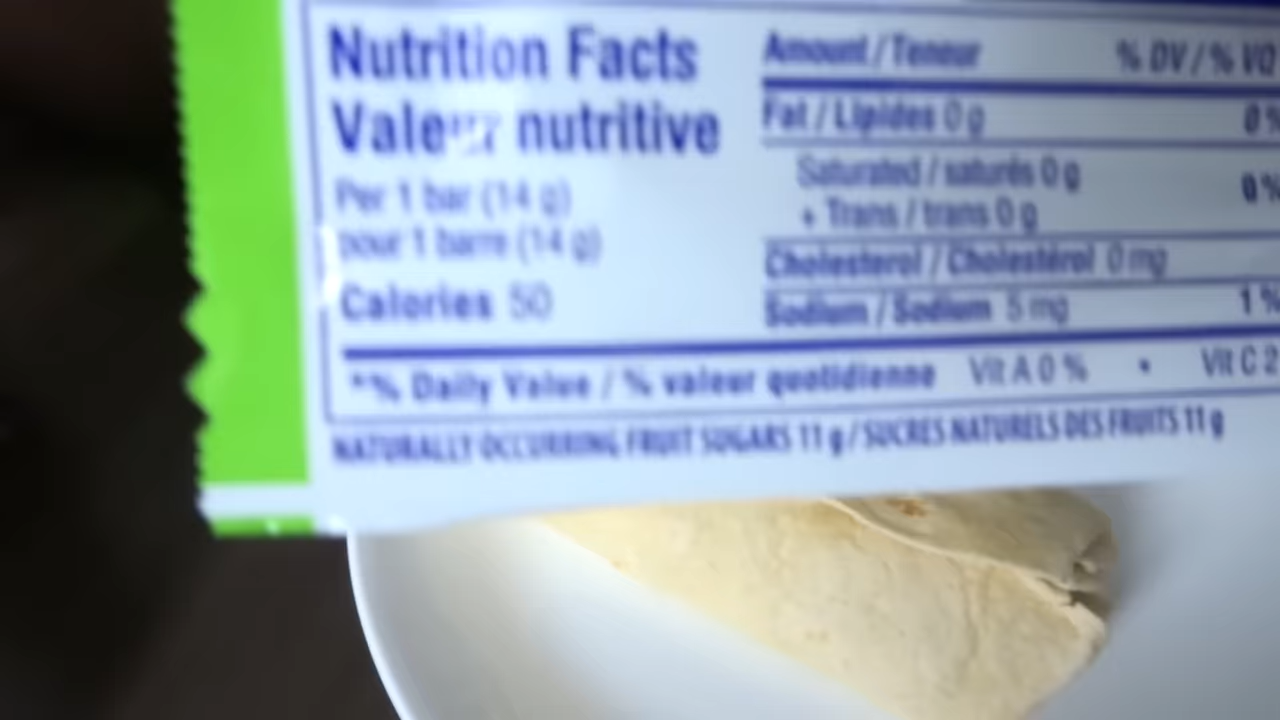 Nutrition Facts
Valeur nutritive
Per 1 bar (14 g)
pour 1 barre (14 g)
Calories 50
Amount / Teneur % DV / % VQ
Fat / Lipides 0 g 0 %
Saturated / saturés 0 g
+ Trans / trans 0 g
0 %
Cholesterol / Cholestérol 0 mg
Sodium / Sodium 5 mg 1 %
*% Daily Value / % valeur quotidienne Vit A 0 % • Vit C 2
NATURALLY OCCURRING FRUIT SUGARS 11 g / SUCRES NATURELS DES FRUITS 11 g